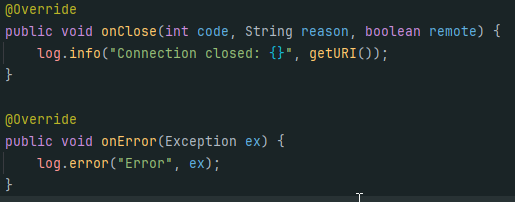 @Override
public void onClose(int code, String reason, boolean remote) {
    log.info("Connection closed: {}", getURI());
}

@Override
public void onError(Exception ex) {
    log.error("Error", ex);
}